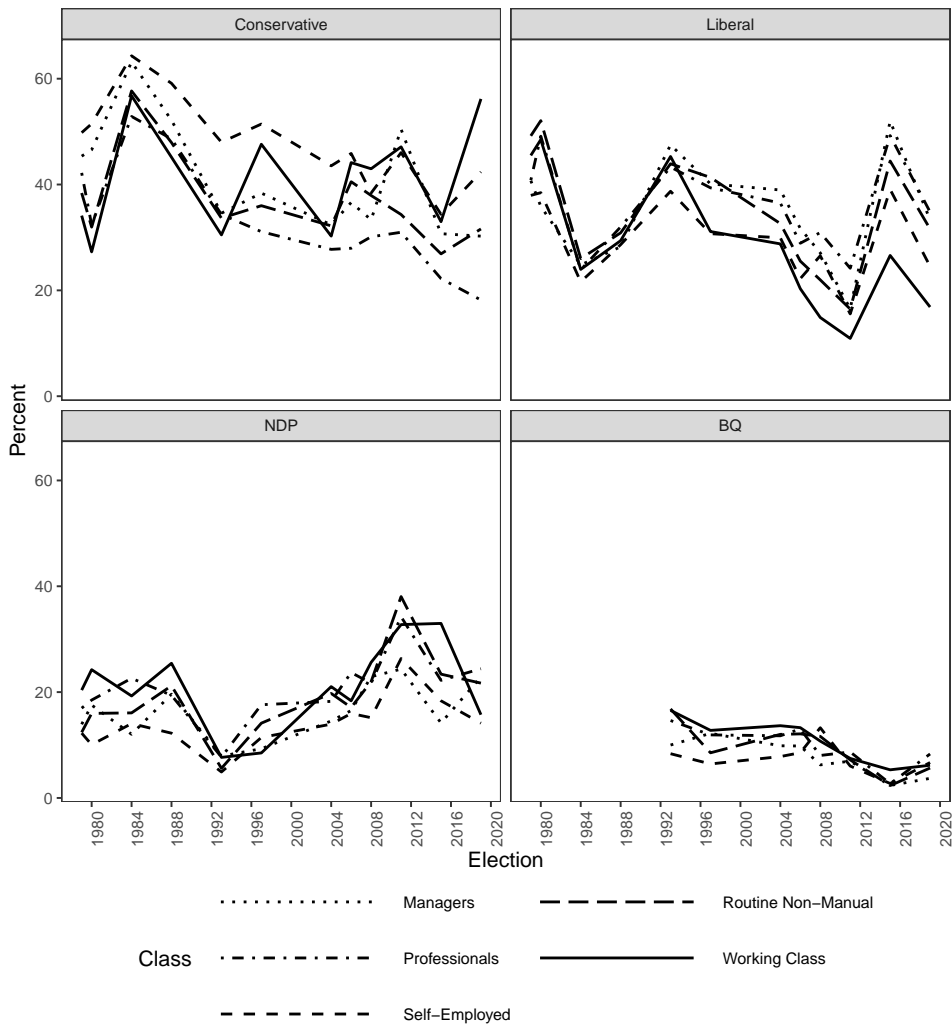 Conservative
Liberal
60
40
20
0
NDP
BQ
60
40
20
0
Percent
1980 1984 1988 1992 1996 2000 2004 2008 2012 2016 2020
1980 1984 1988 1992 1996 2000 2004 2008 2012 2016 2020
Election
Class
Managers
Professionals
Self−Employed
Routine Non−Manual
Working Class